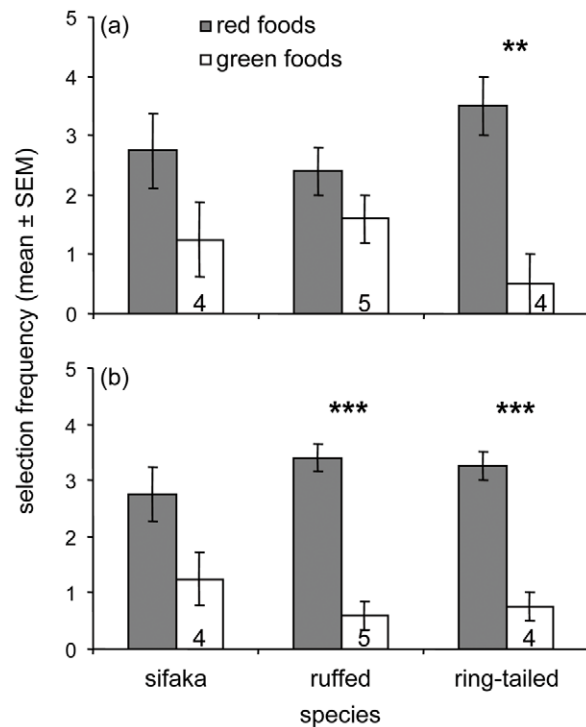 (a)
red foods
green foods
**
5
4
3
2
1
0
4
5
4
(b)
***
***
5
4
3
2
1
0
4
5
4
selection frequency (mean ± SEM)
sifaka
ruffed
ring-tailed
species